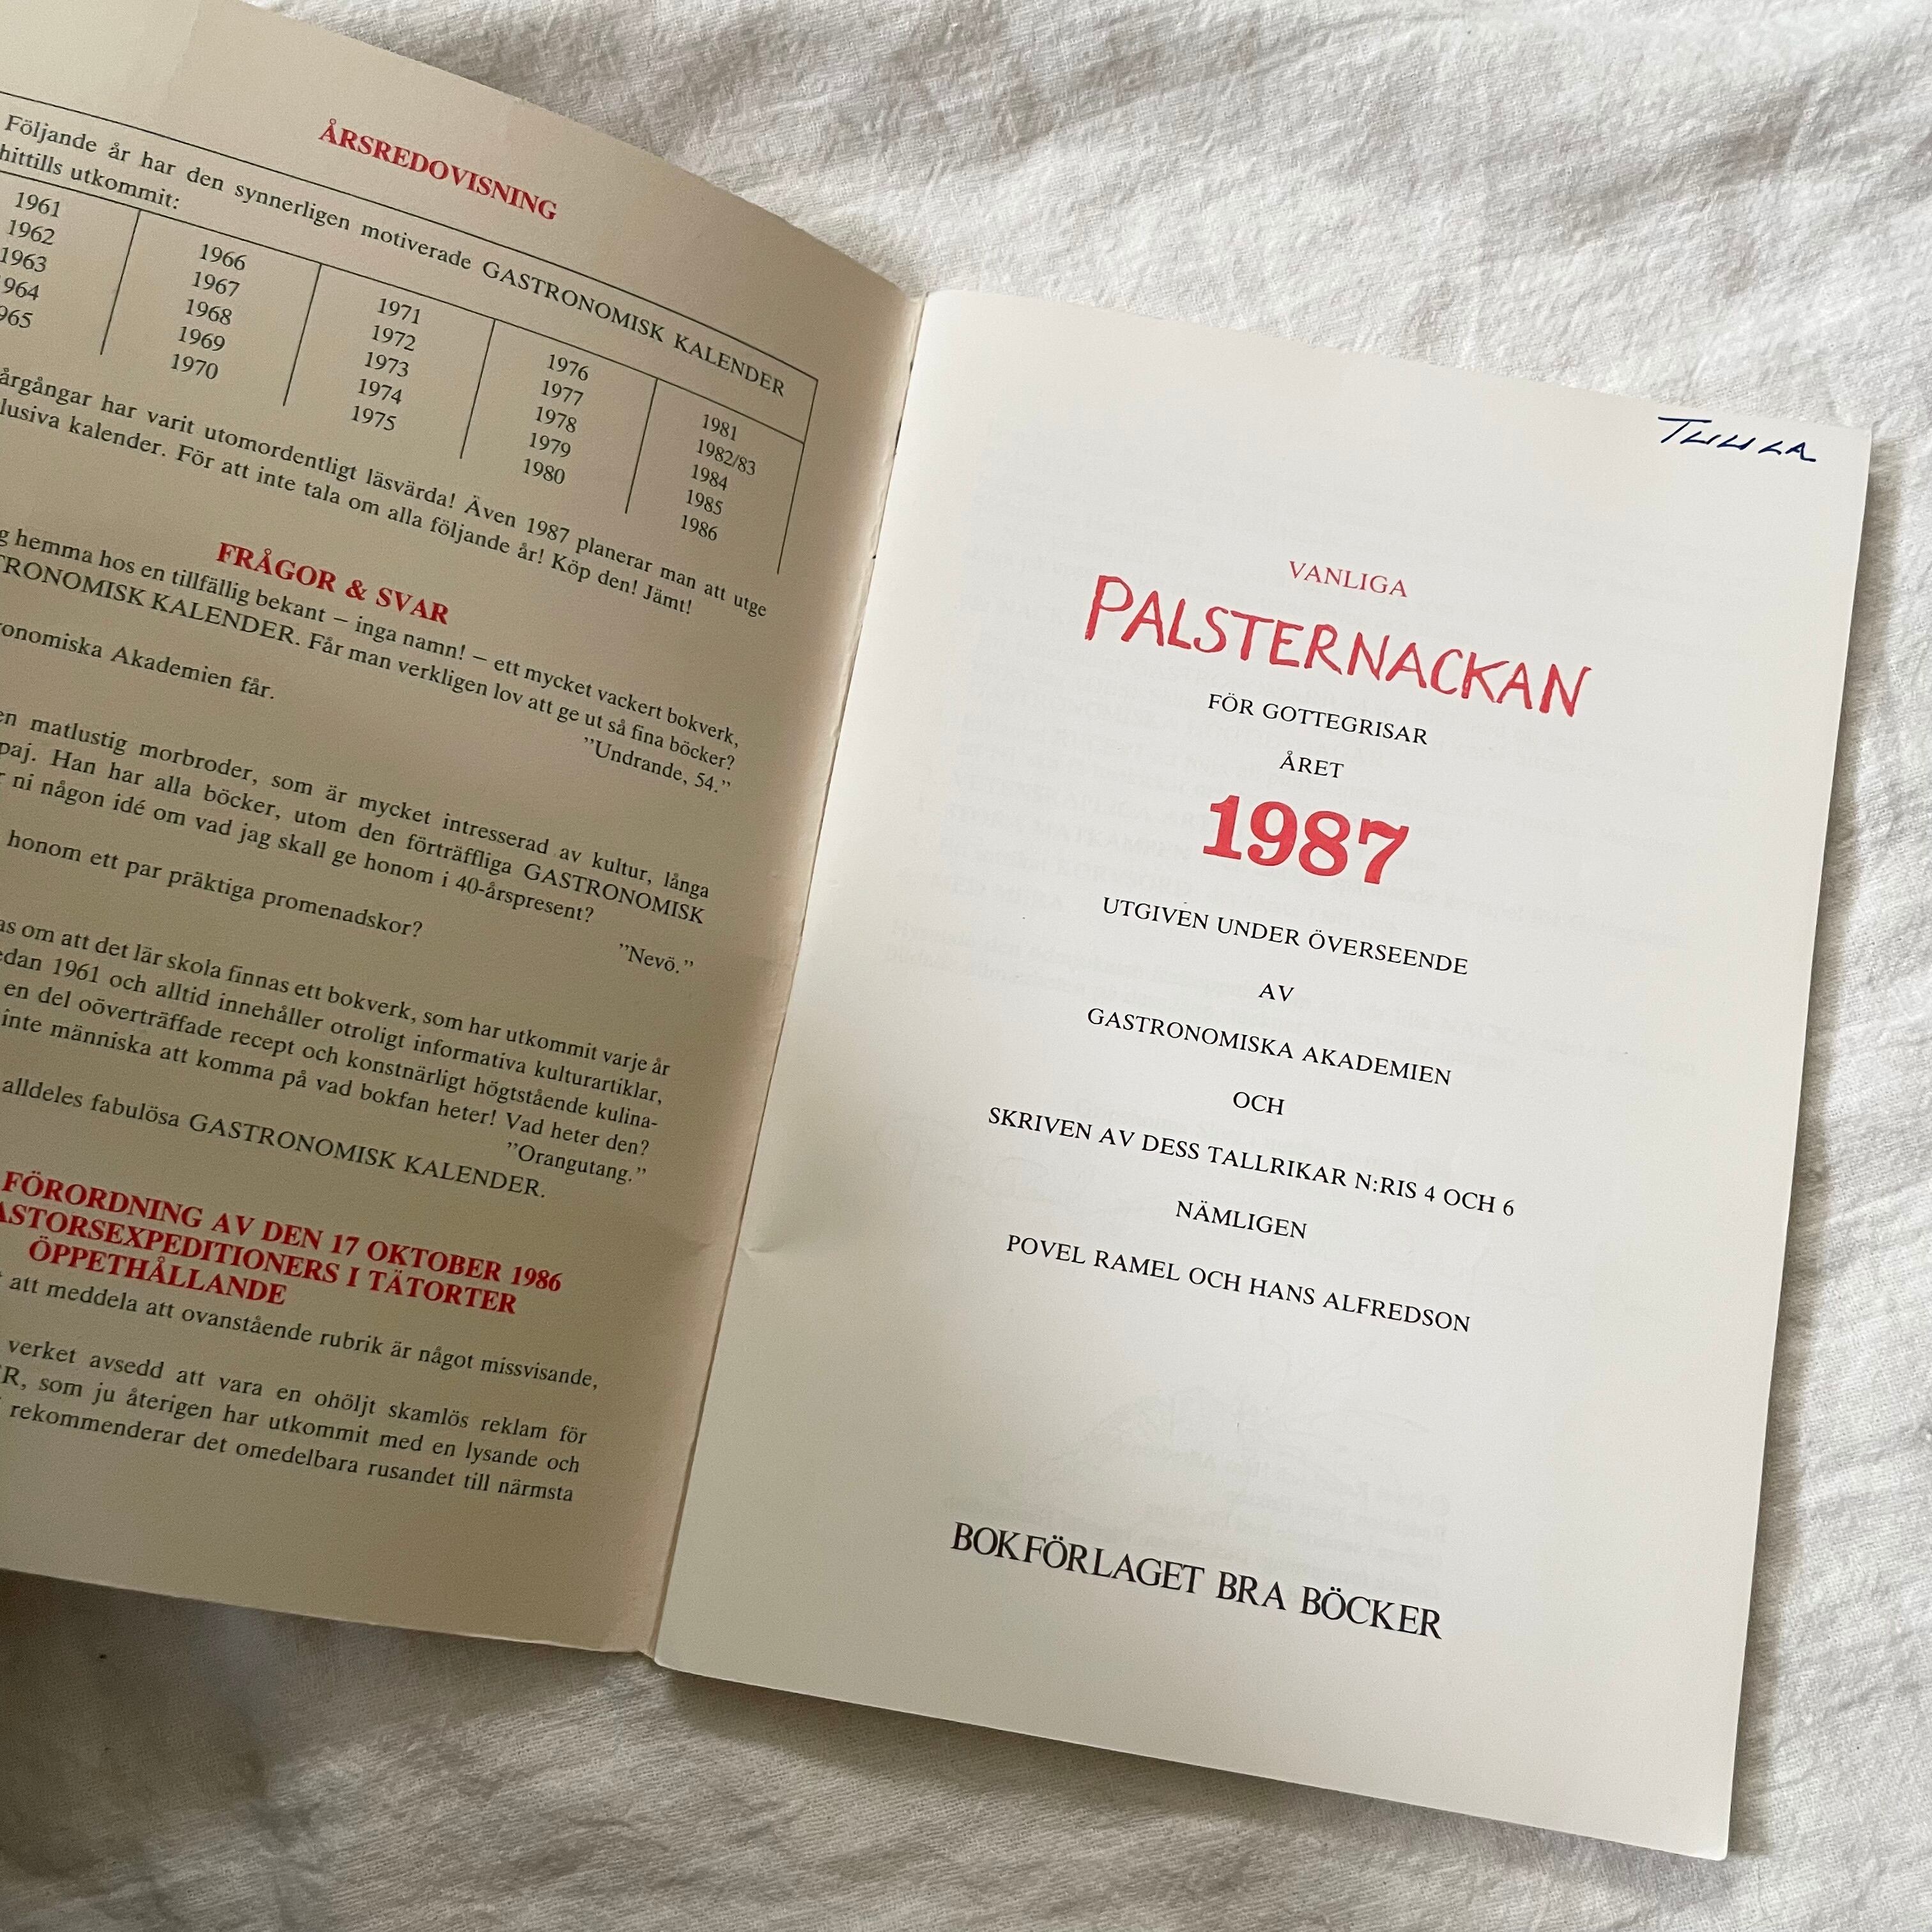 ÅRSREDOVISNING
Följande år har den synnerligen motiverade GASTRONOMISK KALENDER
hittills utkommit:
1961
1962
1963
1966
1967
1968
1969
1970
1971
1972
1973
1974
1975
1976
1977
1978
1979
1980
1981
1982/83
1984
1985
1986
årgångar har varit utomordentligt läsvärda! Även 1987 planerar man att utge
kalender. För att inte tala om alla följande år! Köp den! Jämt!
FRÅGOR & SVAR
hemma hos en tillfällig bekant – inga namn! – ett mycket vackert bokverk,
KALENDER. Får man verkligen lov att ge ut så fina böcker?
”Undrande, 54.”
Akademien får.
matlustig morbroder, som är mycket intresserad av kultur, långa
Han har alla böcker, utom den förträffliga GASTRONOMISK
ni någon idé om vad jag skall ge honom i 40-årspresent?
”Nevö.”
honom ett par präktiga promenadskor?
om att det lär skola finnas ett bokverk, som har utkommit varje år
1961 och alltid innehåller otroligt informativa kulturartiklar,
en del oöverträffade recept och konstnärligt högtstående kulina-
inte människa att komma på vad bokfan heter! Vad heter den?
”Orangutang.”
alldeles fabulösa GASTRONOMISK KALENDER.
FÖRORDNING AV DEN 17 OKTOBER 1986
I TÄTORTER
ÖPPETHÅLLANDE
att meddela att ovanstående rubrik är något missvisande,
verket avsedd att vara en ohöljt skamlös reklam för
som ju återigen har utkommit med en lysande och
rekommenderar det omedelbara rusandet till närmsta
TUULA
VANLIGA
PALSTERNACKAN
FÖR GOTTEGRISAR
ÅRET
1987
UTGIVEN UNDER ÖVERSEENDE
AV
GASTRONOMISKA AKADEMIEN
OCH
SKRIVEN AV DESS TALLRIKAR N:RIS 4 OCH 6
NÄMLIGEN
POVEL RAMEL OCH HANS ALFREDSON
BOKFÖRLAGET BRA BÖCKER